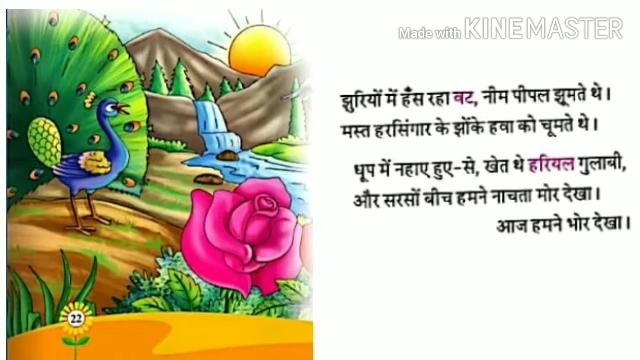 Made with KINEMASTER
झुरियों में हँस रहा वट, नीम पीपल झूमते थे।
मस्त हरसिंगार के झोंके हवा को चूमते थे।
धूप में नहाए हुए-से, खेत थे हरियल गुलाबी,
और सरसों बीच हमने नाचता मोर देखा।
आज हमने भोर देखा।
22